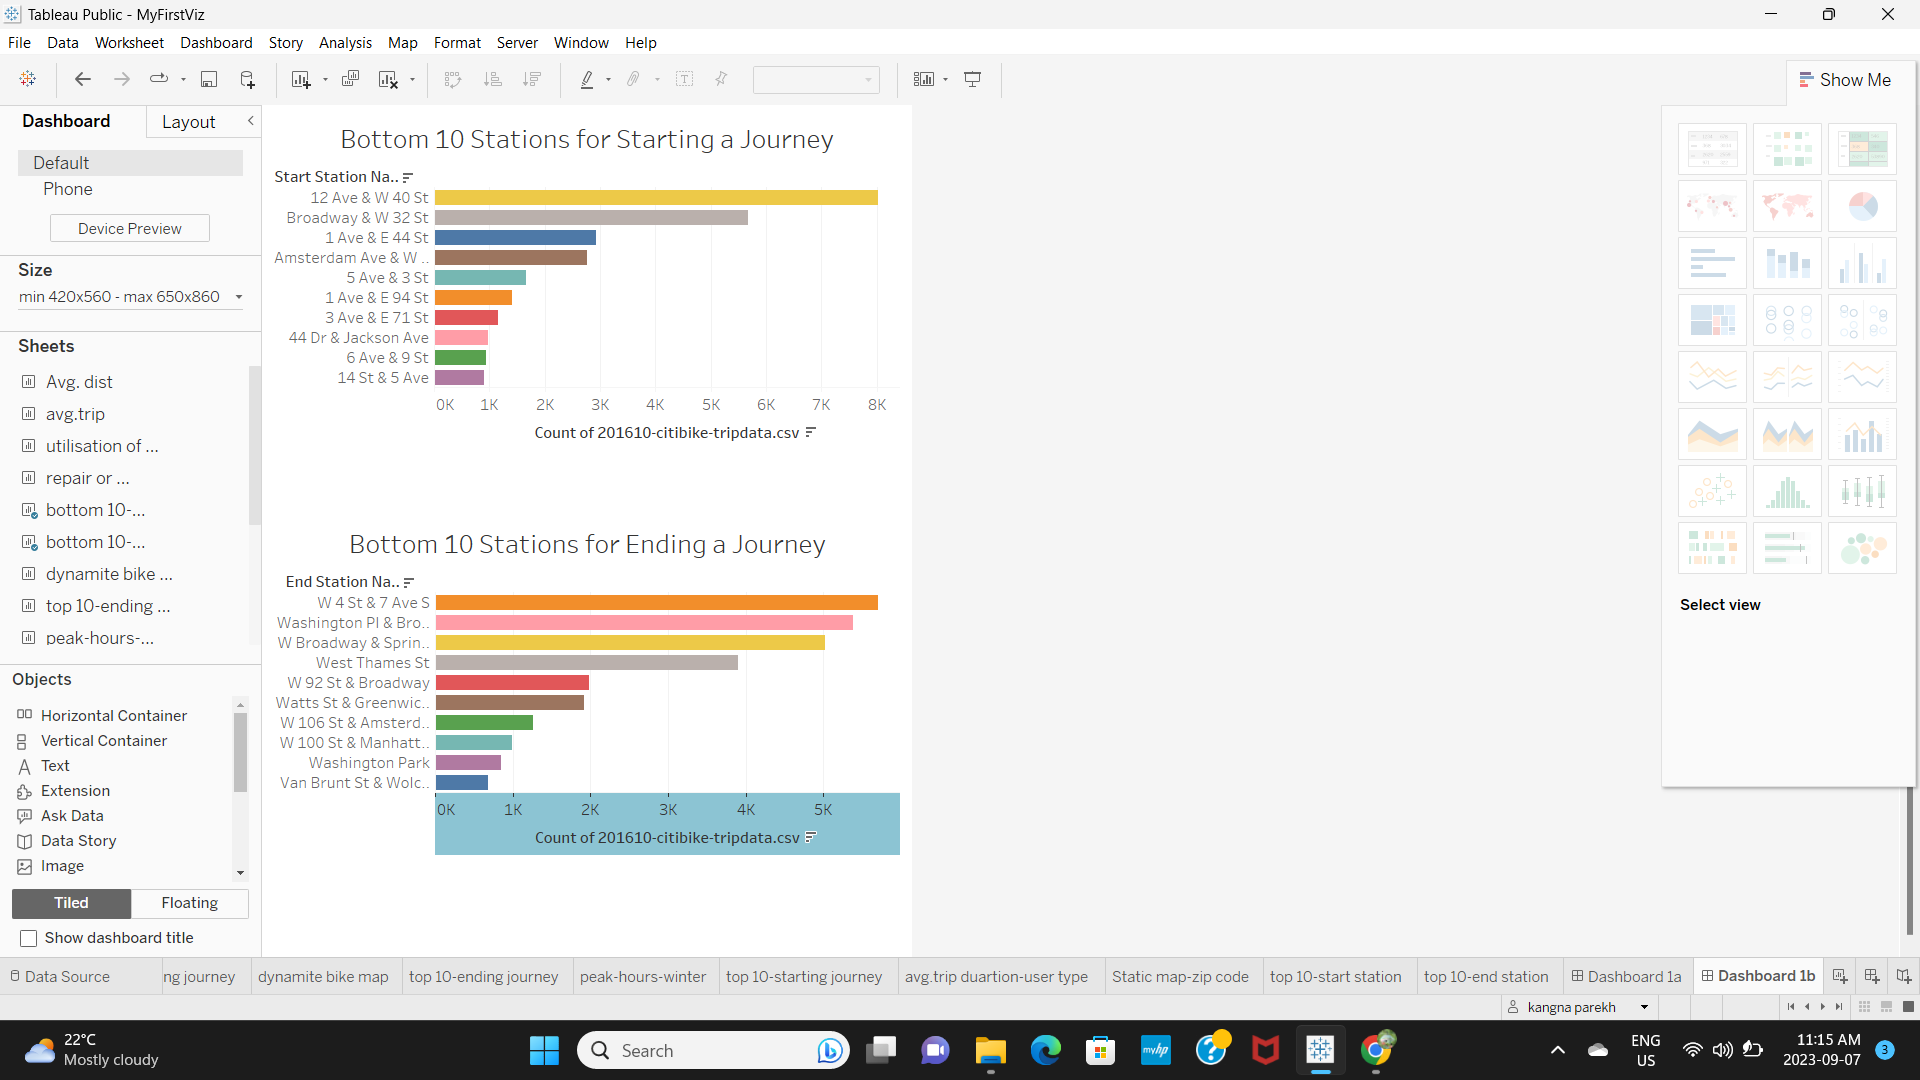 Tableau Public - MyFirstViz
File Data Worksheet Dashboard Story Analysis Map Format Server Window Help
Show Me
Dashboard
Layout
Default
Phone
Device Preview
Size
min 420x560 - max 650x860
Sheets
Avg. dist
avg.trip
utilisation of ...
repair or ...
bottom 10-...
bottom 10-...
dynamite bike ...
top 10-ending ...
peak-hours-...
Objects
Horizontal Container
Vertical Container
Text
Extension
Ask Data
Data Story
Image
Tiled
Floating
Show dashboard title
Bottom 10 Stations for Starting a Journey
Start Station Na..
12 Ave & W 40 St
Broadway & W 32 St
1 Ave & E 44 St
Amsterdam Ave & W ..
5 Ave & 3 St
1 Ave & E 94 St
3 Ave & E 71 St
44 Dr & Jackson Ave
6 Ave & 9 St
14 St & 5 Ave
0K 1K 2K 3K 4K 5K 6K 7K 8K
Count of 201610-citibike-tripdata.csv
Bottom 10 Stations for Ending a Journey
End Station Na..
W 4 St & 7 Ave S
Washington Pl & Bro..
W Broadway & Sprin..
West Thames St
W 92 St & Broadway
Watts St & Greenwic..
W 106 St & Amsterd..
W 100 St & Manhatt..
Washington Park
Van Brunt St & Wolc..
0K 1K 2K 3K 4K 5K
Count of 201610-citibike-tripdata.csv
Select view
Data Source
ng journey
dynamite bike map
top 10-ending journey
peak-hours-winter
top 10-starting journey
avg.trip duartion-user type
Static map-zip code
top 10-start station
top 10-end station
Dashboard 1a
Dashboard 1b
kangna parekh
22°C
Mostly cloudy
Search
myhp
ENG
US
11:15 AM
2023-09-07
3